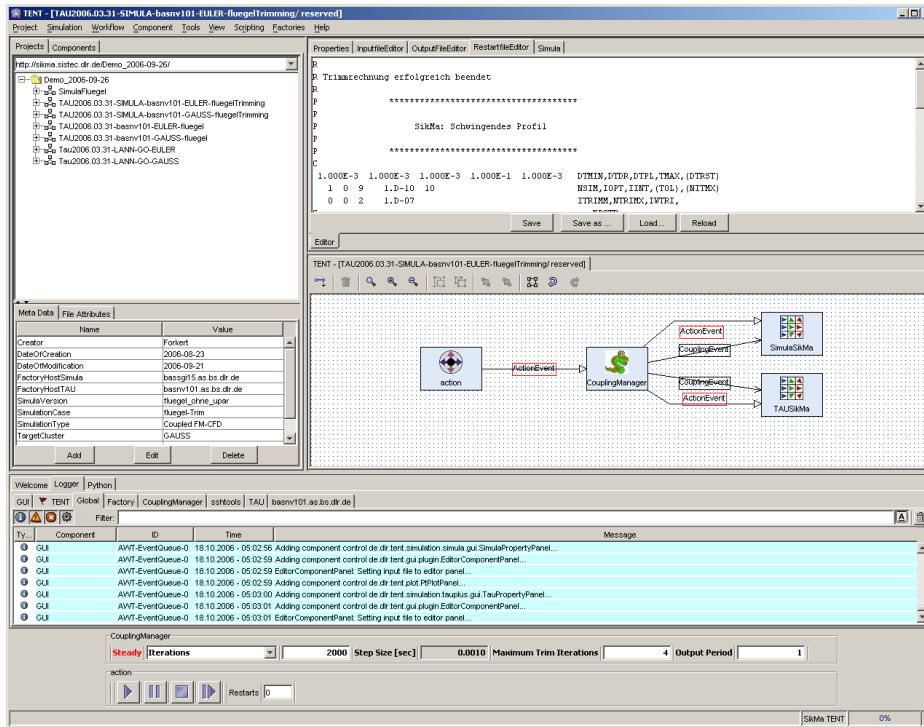 TENT - [TAU2006.03.31-SIMULA-basnv101-EULER-fluegelTrimming/ reserved]
Project Simulation Workflow Component Tools View Scripting Factories Help
Projects Components
http://sikma.sistec.dlr.de/Demo_2006-09-26/
Demo_2006-09-26
SimulaFluegel
TAU2006.03.31-SIMULA-basnv101-EULER-fluegelTrimming
TAU2006.03.31-SIMULA-basnv101-GAUSS-fluegelTrimming
TAU2006.03.31-basnv101-EULER-fluegel
TAU2006.03.31-basnv101-GAUSS-fluegel
Tau2006.03.31-LANN-GO-EULER
Tau2006.03.31-LANN-GO-GAUSS
Meta Data File Attributes
Name Value
Creator Forkert
DateOfCreation 2006-08-23
DateOfModification 2006-09-21
FactoryHostSimula bassgi15.as.bs.dlr.de
FactoryHostTAU basnv101.as.bs.dlr.de
SimulaVersion fluegel_ohne_upar
SimulationCase fluegel-Trim
SimulationType Coupled FM-CFD
TargetCluster GAUSS
Add Edit Delete
Properties InputfileEditor OutputFileEditor RestartfileEditor Simula
R
R Trimmrechnung erfolgreich beendet
R
P *************************************
P
P SikMa: Schwingendes Profil
P
P *************************************
C
1.000E-3 1.000E-3 1.000E-3 1.000E-1 1.000E-3 DTMIN,DTDR,DTPL,TMAX,(DTRST)
1 0 9 1.D-10 10 NSIM,IOPT,IINT,(TOL),(NITMX)
0 0 2 1.D-07 ITRIMM,NTRIMX,IWTRI,
Save Save as ... Load... Reload
Editor
TENT - [TAU2006.03.31-SIMULA-basnv101-EULER-fluegelTrimming/ reserved]
action
ActionEvent
CouplingManager
ActionEvent
CouplingEvent
SimulaSikMa
CouplingEvent
ActionEvent
TAUSikMa
Welcome Logger Python
GUI TENT Global Factory CouplingManager sshtools TAU basnv101.as.bs.dlr.de
Filter: A
Ty... Component ID Time Message
GUI AWT-EventQueue-0 18.10.2006 - 05:02:56 Adding component control de.dlr.tent.simulation.simula.gui.SimulaPropertyPanel...
GUI AWT-EventQueue-0 18.10.2006 - 05:02:59 Adding component control de.dlr.tent.gui.plugin.EditorComponentPanel...
GUI AWT-EventQueue-0 18.10.2006 - 05:02:59 EditorComponentPanel: Setting input file to editor panel...
GUI AWT-EventQueue-0 18.10.2006 - 05:02:59 Adding component control de.dlr.tent.plot.PtPlotPanel...
GUI AWT-EventQueue-0 18.10.2006 - 05:03:00 Adding component control de.dlr.tent.simulation.tauplus.gui.TauPropertyPanel...
GUI AWT-EventQueue-0 18.10.2006 - 05:03:01 Adding component control de.dlr.tent.gui.plugin.EditorComponentPanel...
GUI AWT-EventQueue-0 18.10.2006 - 05:03:01 EditorComponentPanel: Setting input file to editor panel...
CouplingManager
Steady Iterations 2000 Step Size [sec] 0.0010 Maximum Trim Iterations 4 Output Period 1
action
Restarts 0
SikMa TENT 0%